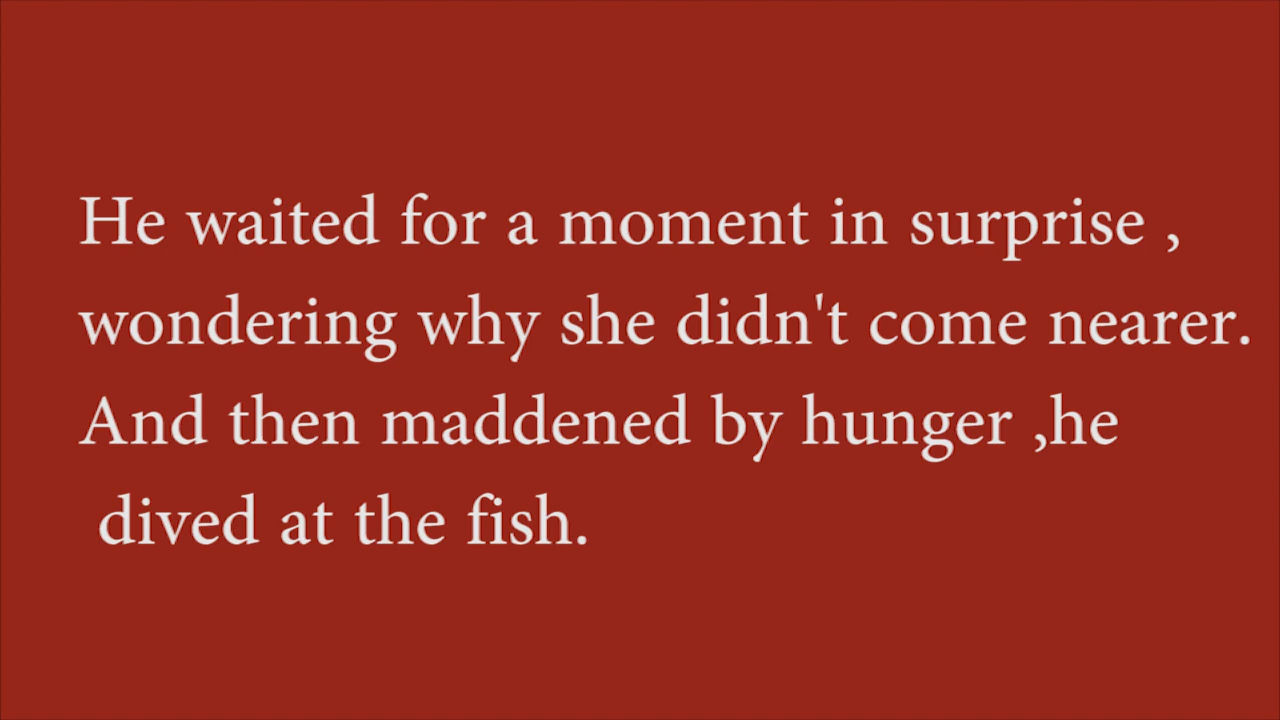 He waited for a moment in surprise ,
wondering why she didn't come nearer.
And then maddened by hunger ,he
dived at the fish.